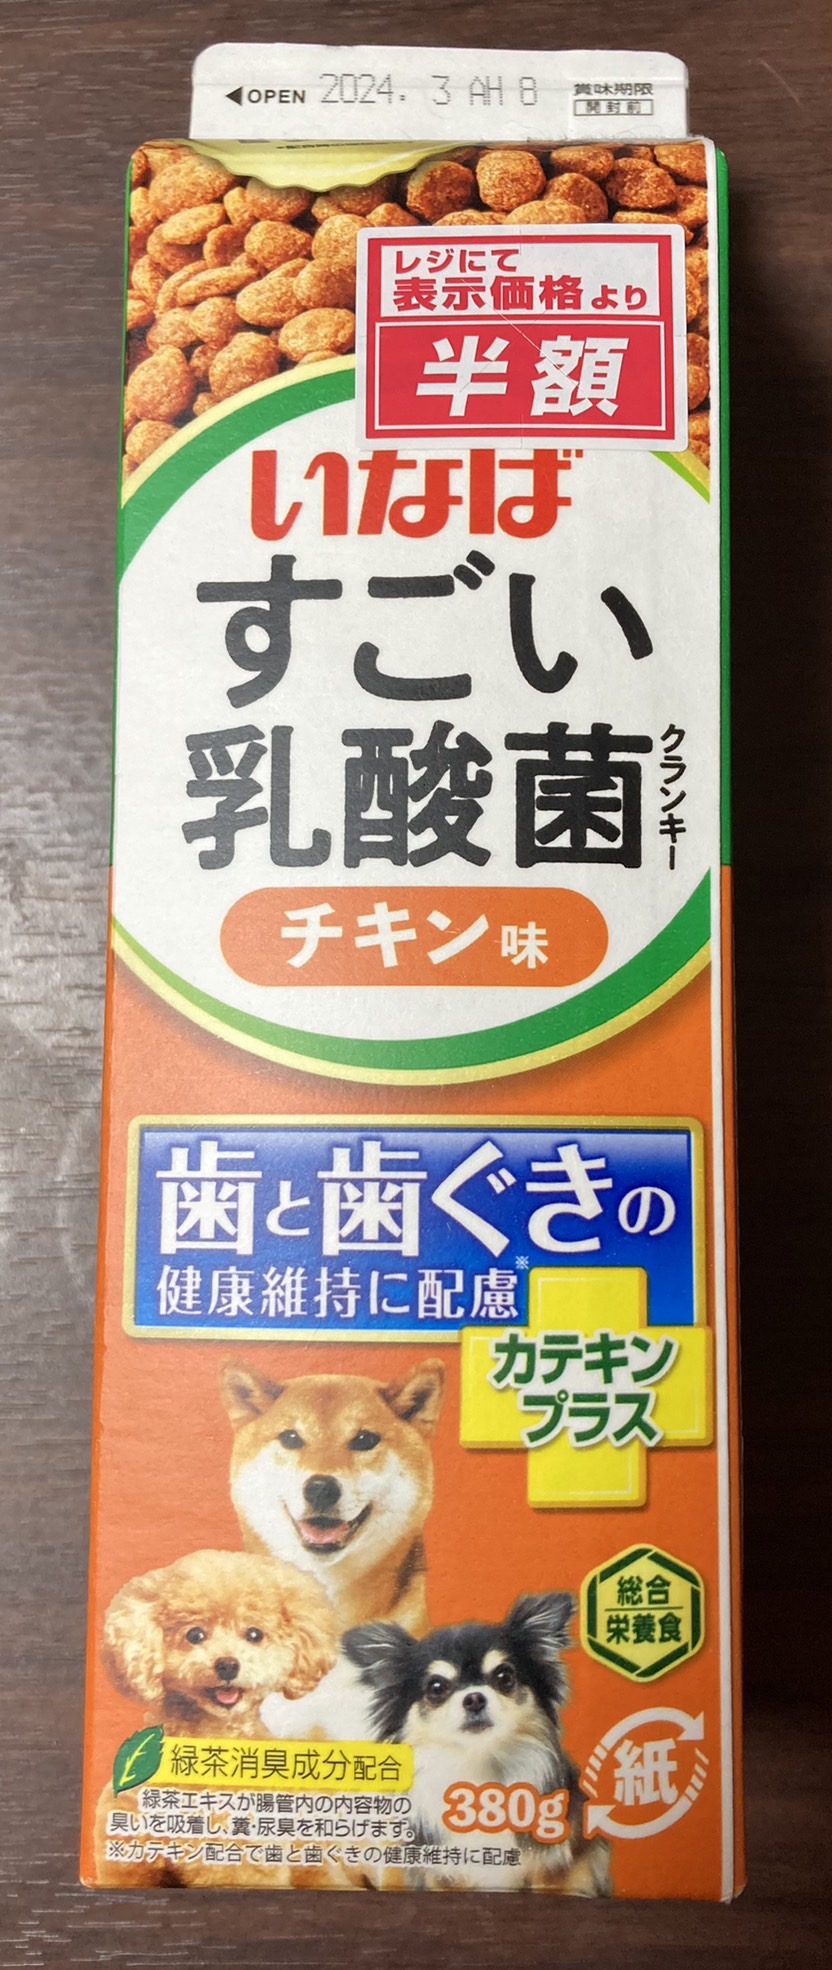 ◀OPEN 2024. 3 AH 8 賞味期限
開封前
レジにて
表示価格より
半額
いなば
すごい
乳酸菌
クランキー
チキン味
歯と歯ぐきの
健康維持に配慮※
カテキン
プラス
総合
栄養食
緑茶消臭成分配合
緑茶エキスが腸管内の内容物の
臭いを吸着し、糞・尿臭を和らげます。
※カテキン配合で歯と歯ぐきの健康維持に配慮
380g
紙